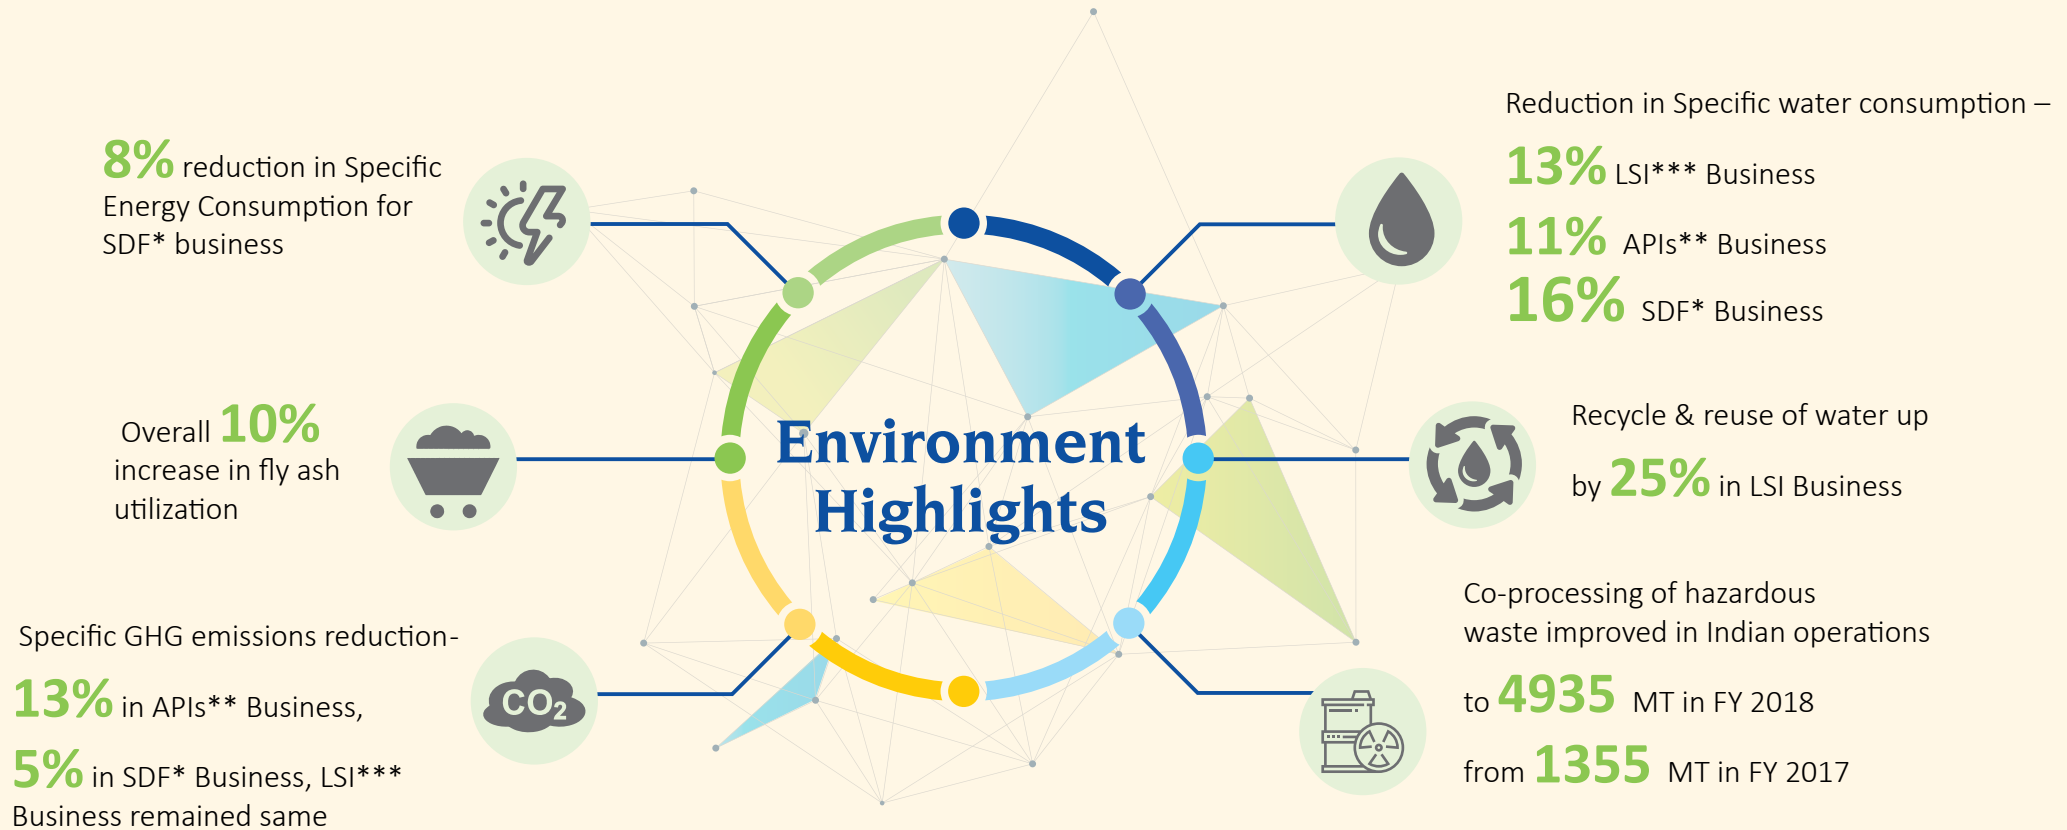 8% reduction in Specific
Energy Consumption for
SDF* business
Overall 10%
increase in fly ash
utilization
Specific GHG emissions reduction-
13% in APIs** Business,
5% in SDF* Business, LSI***
Business remained same
CO2
Environment
Highlights
Reduction in Specific water consumption –
13% LSI*** Business
11% APIs** Business
16% SDF* Business
Recycle & reuse of water up
by 25% in LSI Business
Co-processing of hazardous
waste improved in Indian operations
to 4935 MT in FY 2018
from 1355 MT in FY 2017